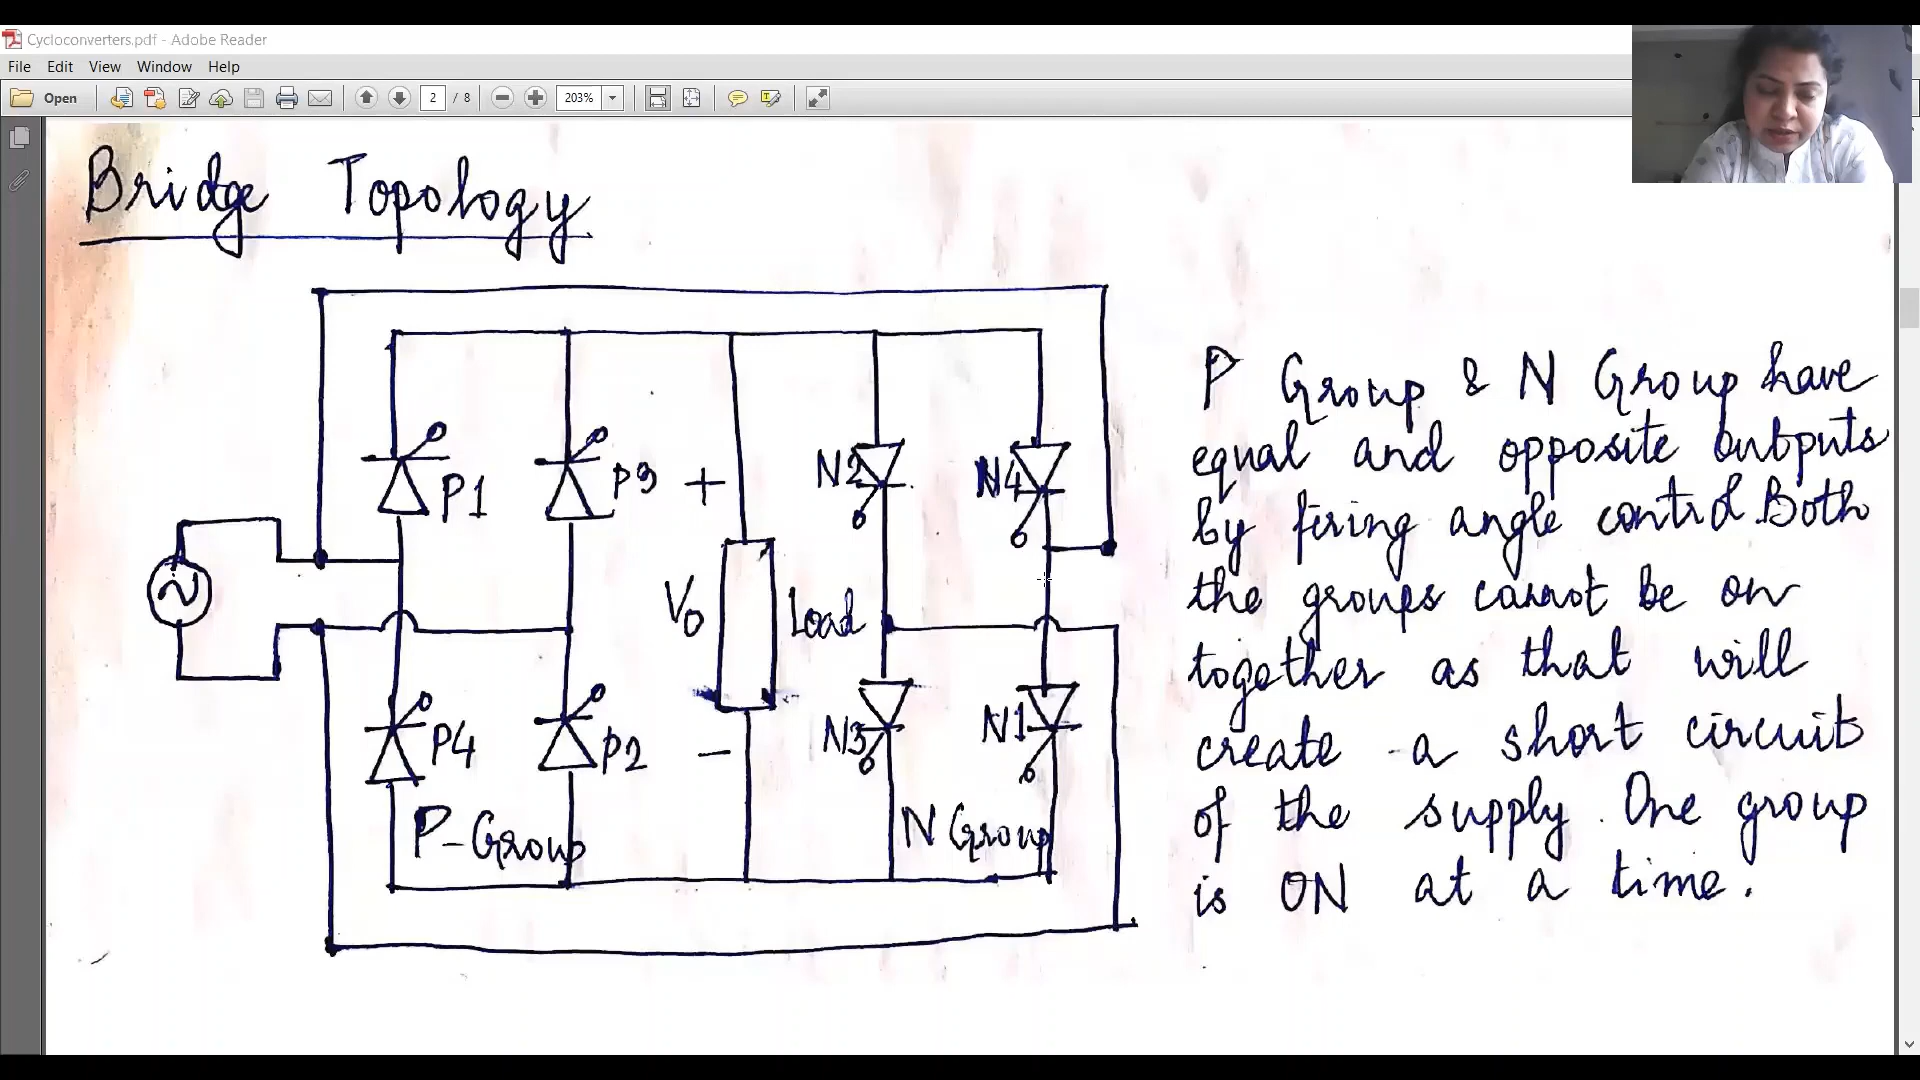 Cycloconverters.pdf - Adobe Reader
File Edit View Window Help
Open 2 / 8 203%
Bridge Topology
P1 P3 + N2 N4
V0 Load
P4 P2 - N3 N1
P-Group N Group
P Group & N Group have
equal and opposite outputs
by firing angle control. Both
the groups cannot be on
together as that will
create a short circuit
of the supply. One group
is ON at a time.